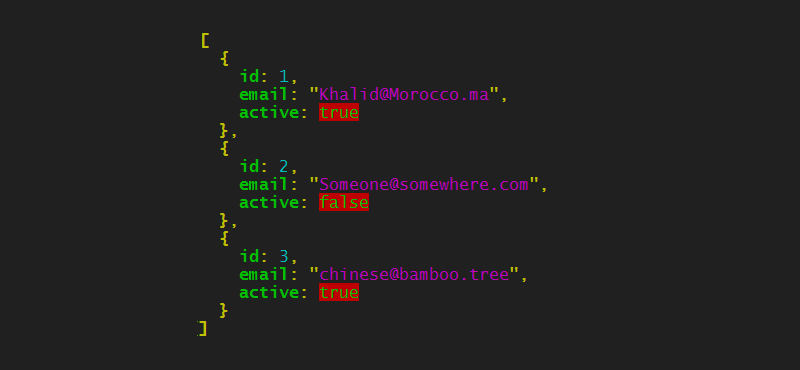 [
  {
    id: 1,
    email: "Khalid@Morocco.ma",
    active: true
  },
  {
    id: 2,
    email: "Someone@somewhere.com",
    active: false
  },
  {
    id: 3,
    email: "chinese@bamboo.tree",
    active: true
  }
]